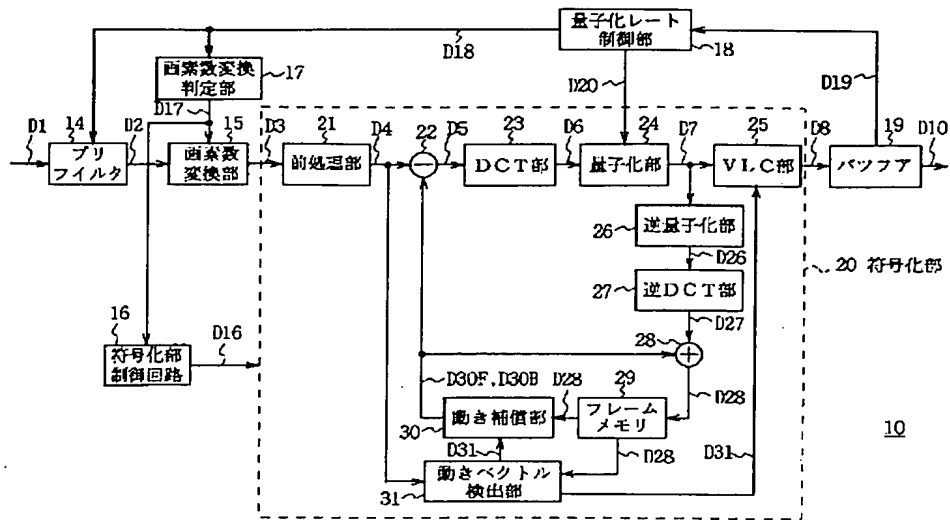 量子化レート
制御部
18
D18
D20
D19
画素数変換
判定部
17
D17
D1
14
プリ
フイルタ
D2
15
画素数
変換部
D3
21
前処理部
D4
22
D5
23
DCT部
D6
24
量子化部
D7
25
VLC部
D8
19
バツフア
D10
26
逆量子化部
D26
20 符号化部
27
逆DCT部
D27
28
16
符号化部
制御回路
D16
D30F, D30B
D28
29
フレーム
メモリ
D28
30
動き補償部
D31
D28
D31
10
31
動きベクトル
検出部